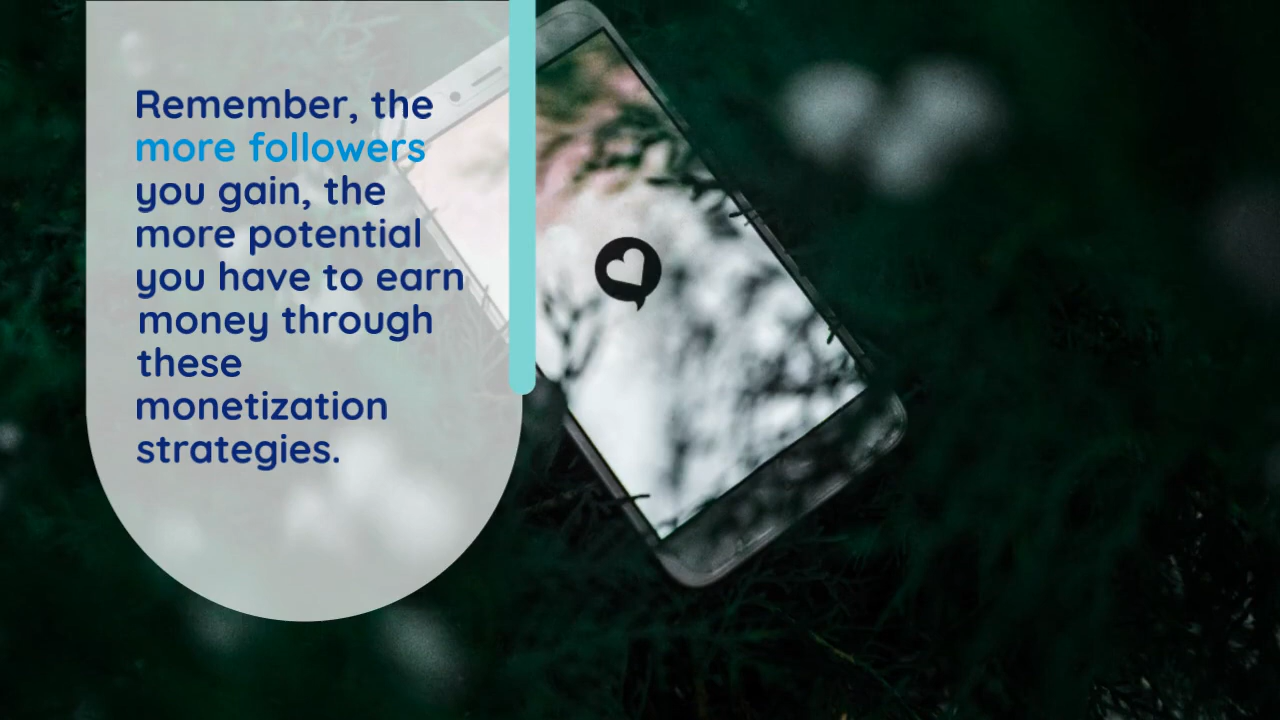 Remember, the
more followers
you gain, the
more potential
you have to earn
money through
these
monetization
strategies.